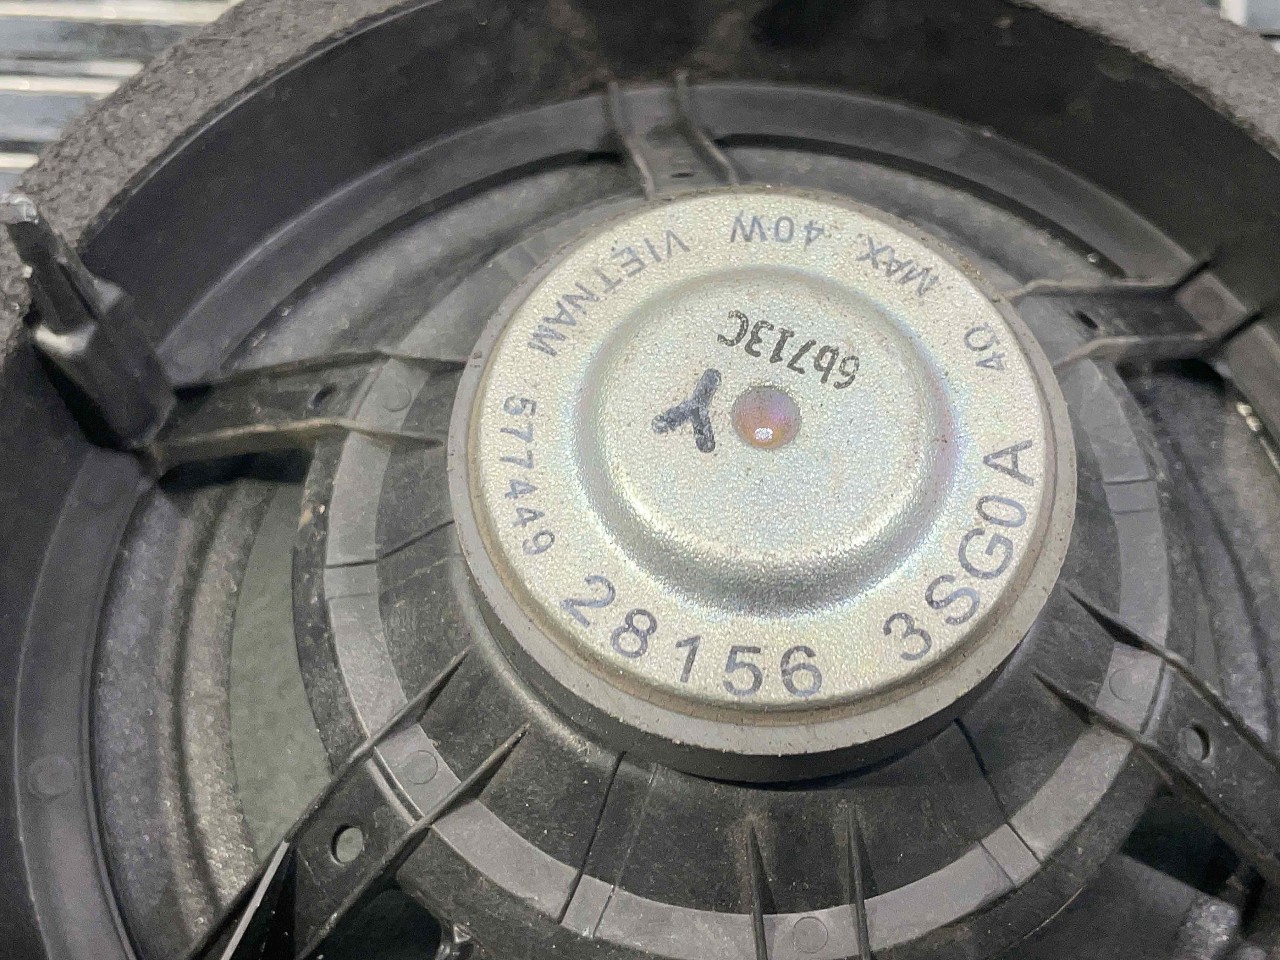 28156 3SG0A
4Ω MAX. 40W VIETNAM 577449
6b713C
Y